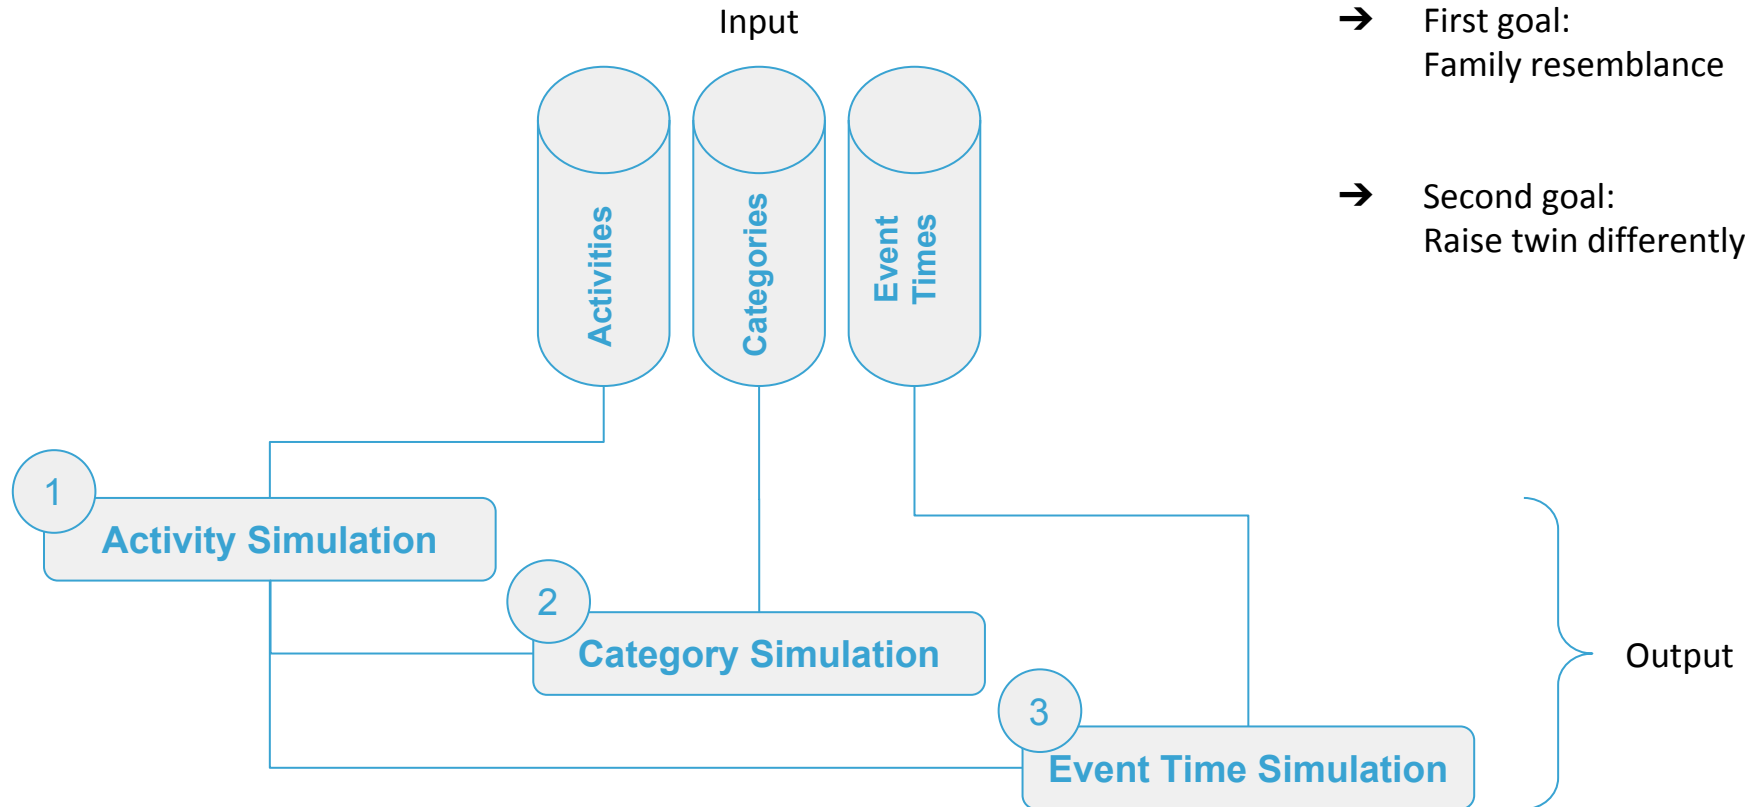 Input
➔ First goal:
Family resemblance
➔ Second goal:
Raise twin differently
Activities
Categories
Event
Times
1
Activity Simulation
2
Category Simulation
3
Event Time Simulation
Output